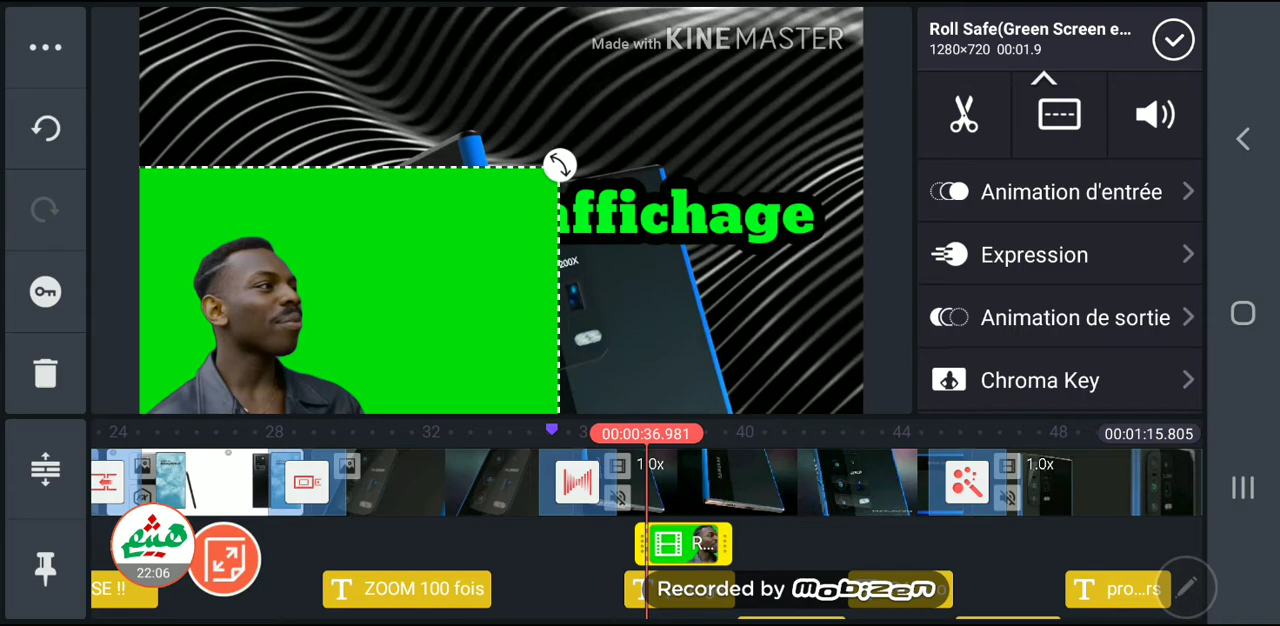 Made with KINEMASTER
Roll Safe(Green Screen e...
1280×720 00:01.9
affichage
200X
Animation d'entrée
Expression
Animation de sortie
Chroma Key
24
28
32
3
00:00:36.981
40
44
48
00:01:15.805
1.0x
1.0x
22:06
R...
SE !!
T ZOOM 100 fois
T
Recorded by MOBIZEN
o
T pro...rs